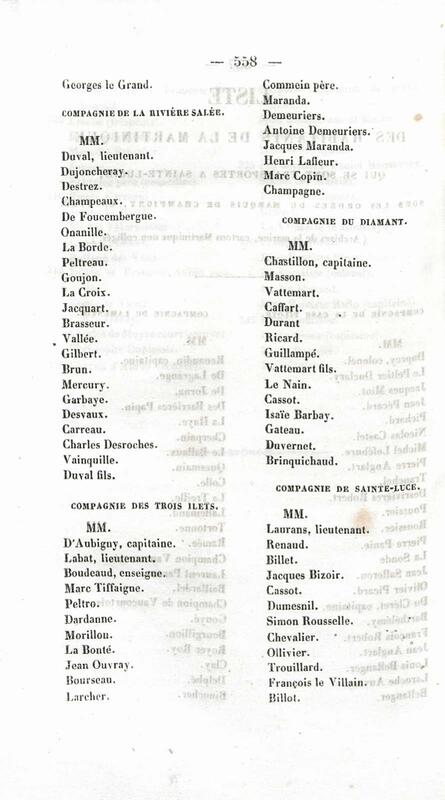 — 558 —
Georges le Grand.
COMPAGNIE DE LA RIVIÈRE SALÉE.
MM.
Duval, lieutenant.
Dujoncheray.
Destrez.
Champeaux.
De Foucembergue.
Onanille.
La Borde.
Peltreau.
Goujon.
La Croix.
Jacquart.
Brasseur.
Vallée.
Gilbert.
Brun.
Mercury.
Garbaye.
Desvaux.
Carreau.
Charles Desroches.
Vainquille.
Duval fils.
COMPAGNIE DES TROIS ILETS.
MM.
D'Aubigny, capitaine.
Labat, lieutenant.
Boudeaud, enseigne.
Marc Tiffaigne.
Peltro.
Dardanne.
Morillou.
La Bonté.
Jean Ouvray.
Bourseau.
Larcher.
Commein père.
Maranda.
Demeuriers.
Antoine Demeuriers.
Jacques Maranda.
Henri Lafleur.
Marc Copin.
Champagne.
COMPAGNIE DU DIAMANT.
MM.
Chastillon, capitaine.
Masson.
Vattemart.
Caffart.
Durant
Ricard.
Guillampé.
Vattemart fils.
Le Nain.
Cassot.
Isaïe Barbay.
Gateau.
Duvernet.
Brinquichaud.
COMPAGNIE DE SAINTE-LUCE.
MM.
Laurans, lieutenant.
Renaud.
Billet.
Jacques Bizoir.
Cassot.
Dumesnil.
Simon Rousselle.
Chevalier.
Ollivier.
Trouillard.
François le Villain.
Billot.